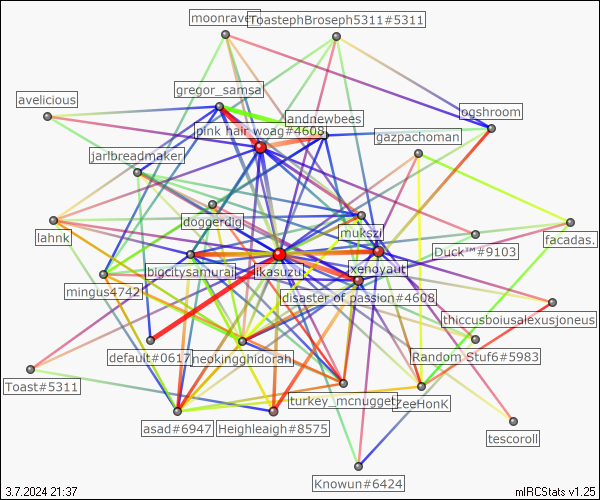 moonraven
ToastephBroseph5311#5311
gregor_samsa
avelicious
andnewbees
ogshroom
pink hair woag#4608
gazpachoman
jarlbreadmaker
doggerdig
mukszi
lahnk
Duck™#9103
facadas.
bigcitysamurai
ikasuzu
xenoyaut
mingus4742
disaster of passion#4608
thiccusboiusalexusjoneus
default#0617
neokingghidorah
Random Stuf6#5983
Toast#5311
turkey_mcnugget
ZeeHonK
asad#6947
Heighleaigh#8575
tescoroll
Knowun#6424
3.7.2024 21:37
mIRCStats v1.25